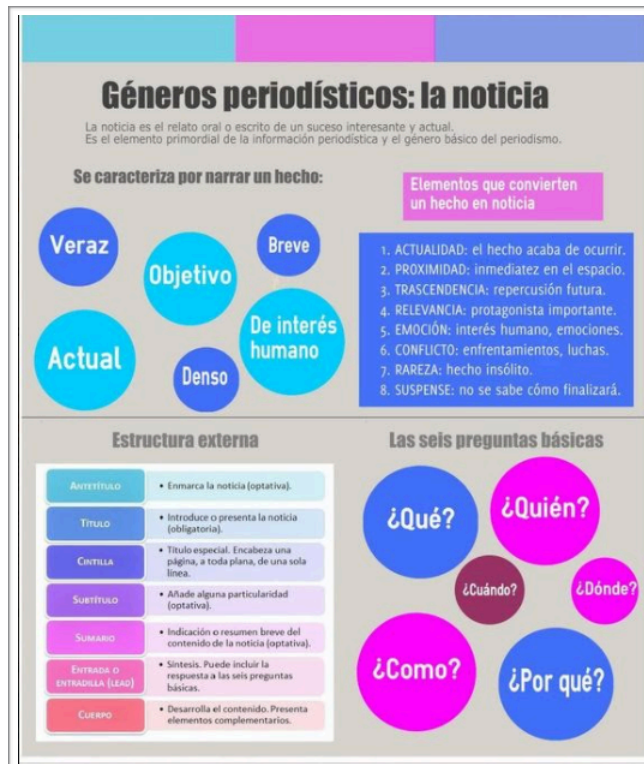 Géneros periodísticos: la noticia
La noticia es el relato oral o escrito de un suceso interesante y actual.
Es el elemento primordial de la información periodística y el género básico del periodismo.
Se caracteriza por narrar un hecho:
Veraz
Objetivo
Breve
Actual
Denso
De interés
humano
Elementos que convierten
un hecho en noticia
1. ACTUALIDAD: el hecho acaba de ocurrir.
2. PROXIMIDAD: inmediatez en el espacio.
3. TRASCENDENCIA: repercusión futura.
4. RELEVANCIA: protagonista importante.
5. EMOCIÓN: interés humano, emociones.
6. CONFLICTO: enfrentamientos, luchas.
7. RAREZA: hecho insólito.
8. SUSPENSE: no se sabe cómo finalizará.
Estructura externa
ANTETÍTULO
• Enmarca la noticia (optativa).
TÍTULO
• Introduce o presenta la noticia
(obligatoria).
CINTILLA
• Título especial. Encabeza una
página, a toda plana, de una sola
línea.
SUBTÍTULO
• Añade alguna particularidad
(optativa).
SUMARIO
• Indicación o resumen breve del
contenido de la noticia (optativa).
ENTRADA O
ENTRADILLA (LEAD)
• Síntesis. Puede incluir la
respuesta a las seis preguntas
básicas.
CUERPO
• Desarrolla el contenido. Presenta
elementos complementarios.
Las seis preguntas básicas
¿Qué?
¿Quién?
¿Cuándo?
¿Dónde?
¿Como?
¿Por qué?